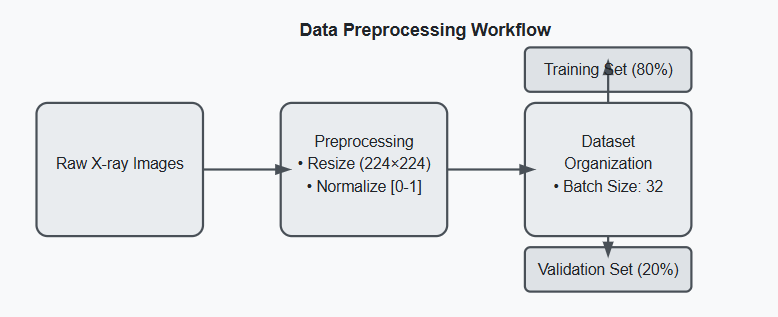 Data Preprocessing Workflow
Training Set (80%)
Raw X-ray Images
Preprocessing
• Resize (224×224)
• Normalize [0-1]
Dataset
Organization
• Batch Size: 32
Validation Set (20%)